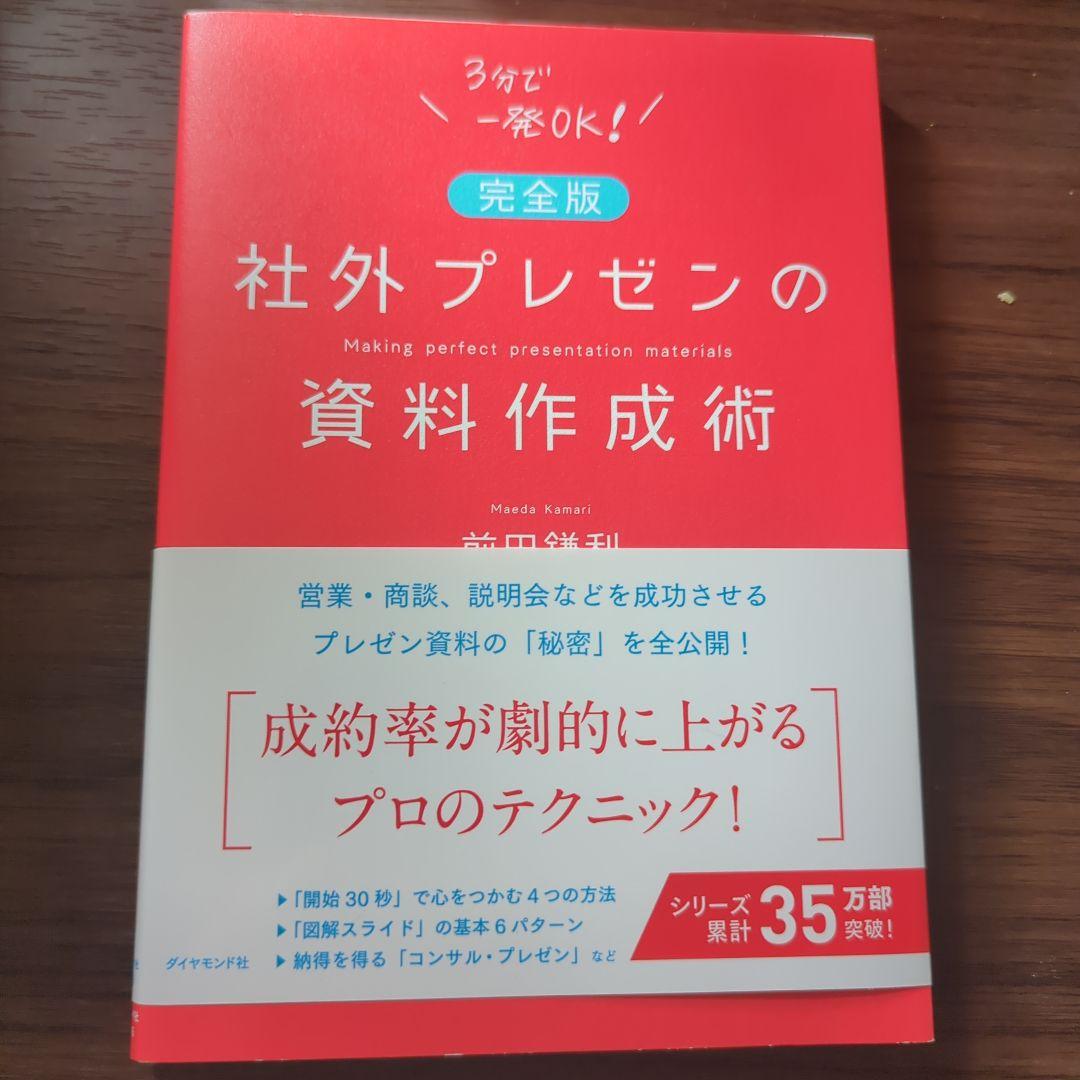 3分で
一発OK!
完全版
社外プレゼンの
Making perfect presentation materials
資料作成術
Maeda Kamari
前田鎌利
営業・商談、説明会などを成功させる
プレゼン資料の「秘密」を全公開!
成約率が劇的に上がる
プロのテクニック!
▶「開始30秒」で心をつかむ4つの方法
▶「図解スライド」の基本6パターン
▶納得を得る「コンサル・プレゼン」など
シリーズ累計35万部突破!
ダイヤモンド社